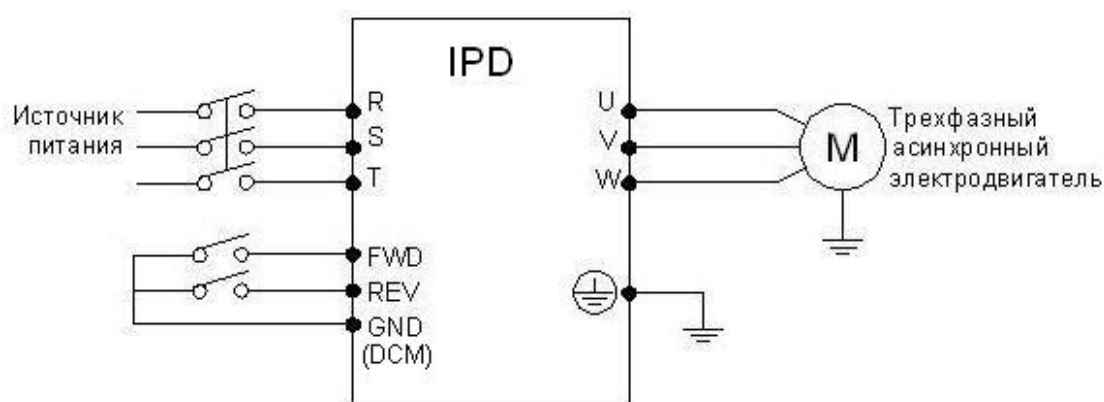 IPD
Источник
питания
R
S
T
FWD
REV
GND
(DCM)
U
V
W
M
Трехфазный
асинхронный
электродвигатель